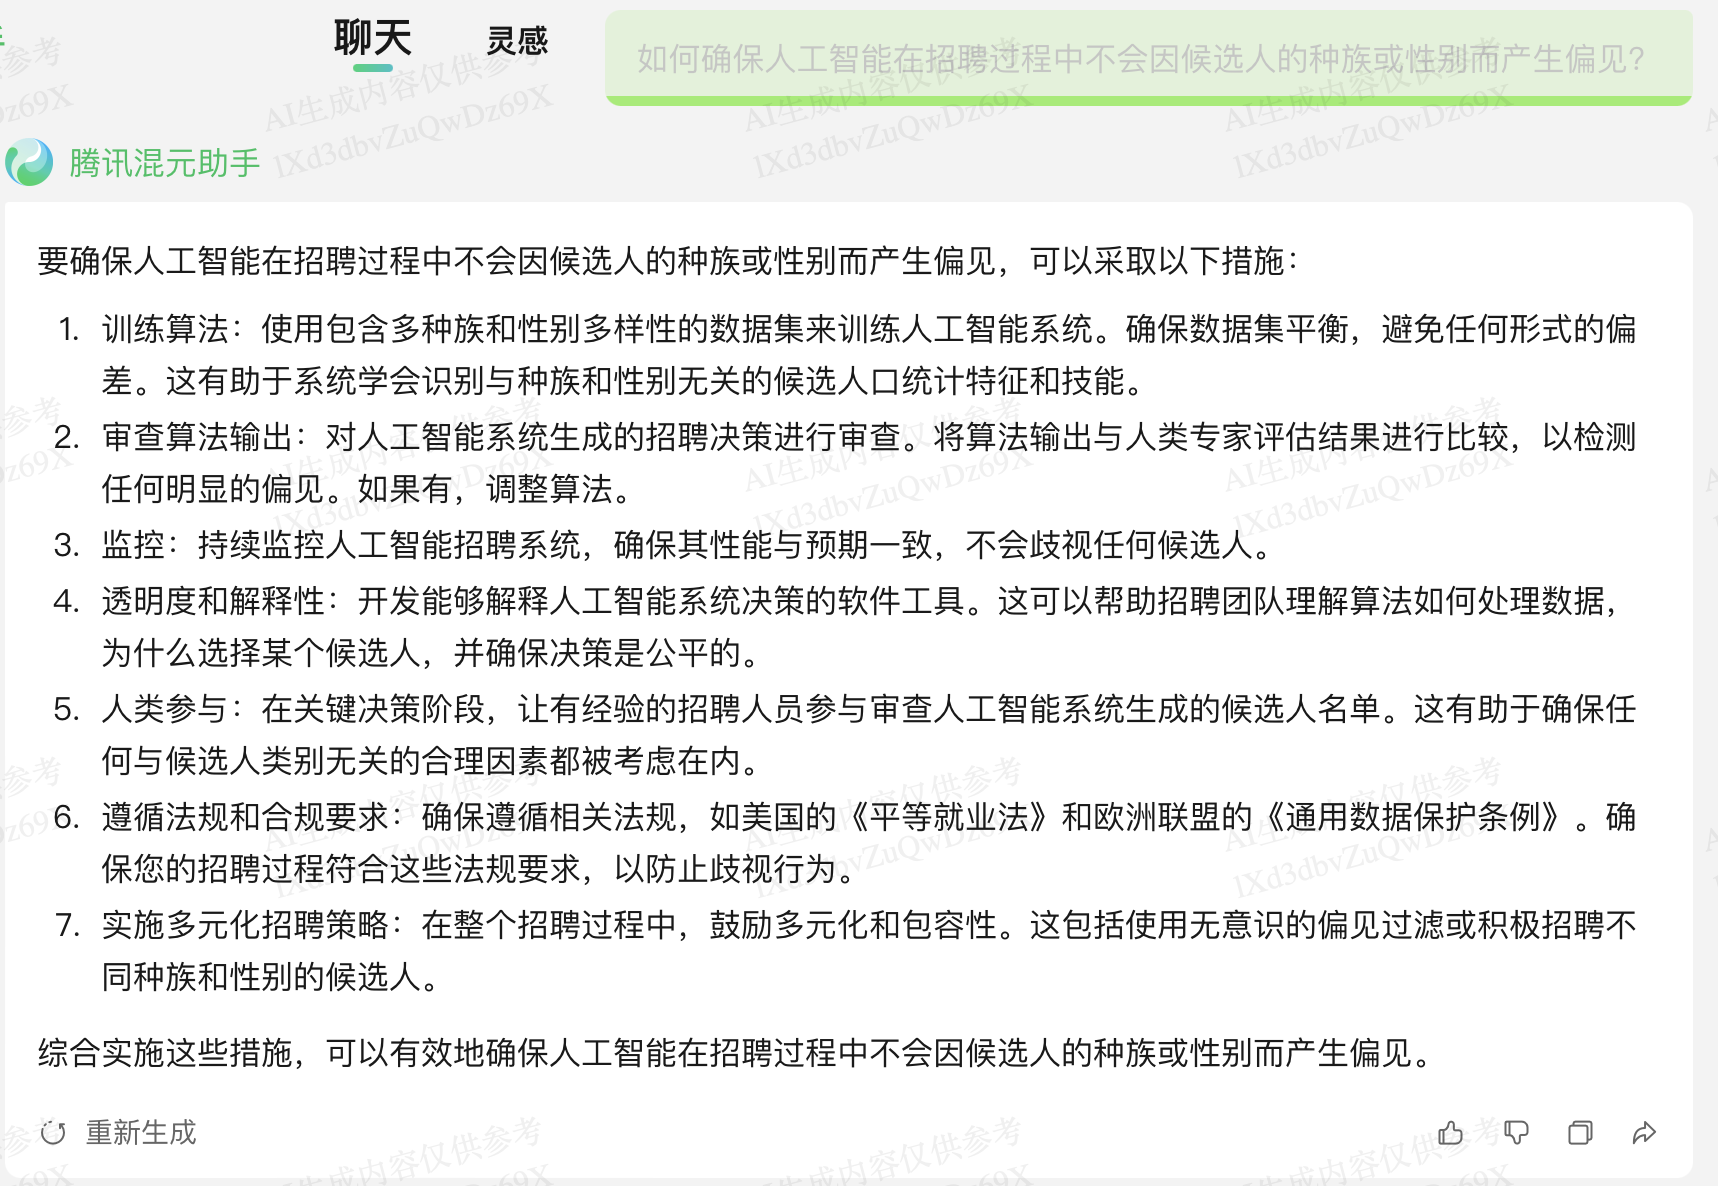 聊天 灵感
如何确保人工智能在招聘过程中不会因候选人的种族或性别而产生偏见?
腾讯混元助手
要确保人工智能在招聘过程中不会因候选人的种族或性别而产生偏见，可以采取以下措施：
1. 训练算法：使用包含多种族和性别多样性的数据集来训练人工智能系统。确保数据集平衡，避免任何形式的偏
差。这有助于系统学会识别与种族和性别无关的候选人口统计特征和技能。
2. 审查算法输出：对人工智能系统生成的招聘决策进行审查。将算法输出与人类专家评估结果进行比较，以检测
任何明显的偏见。如果有，调整算法。
3. 监控：持续监控人工智能招聘系统，确保其性能与预期一致，不会歧视任何候选人。
4. 透明度和解释性：开发能够解释人工智能系统决策的软件工具。这可以帮助招聘团队理解算法如何处理数据，
为什么选择某个候选人，并确保决策是公平的。
5. 人类参与：在关键决策阶段，让有经验的招聘人员参与审查人工智能系统生成的候选人名单。这有助于确保任
何与候选人类别无关的合理因素都被考虑在内。
6. 遵循法规和合规要求：确保遵循相关法规，如美国的《平等就业法》和欧洲联盟的《通用数据保护条例》。确
保您的招聘过程符合这些法规要求，以防止歧视行为。
7. 实施多元化招聘策略：在整个招聘过程中，鼓励多元化和包容性。这包括使用无意识的偏见过滤或积极招聘不
同种族和性别的候选人。
综合实施这些措施，可以有效地确保人工智能在招聘过程中不会因候选人的种族或性别而产生偏见。
重新生成
AI生成内容仅供参考
IXd3dbvZuQwDz69X